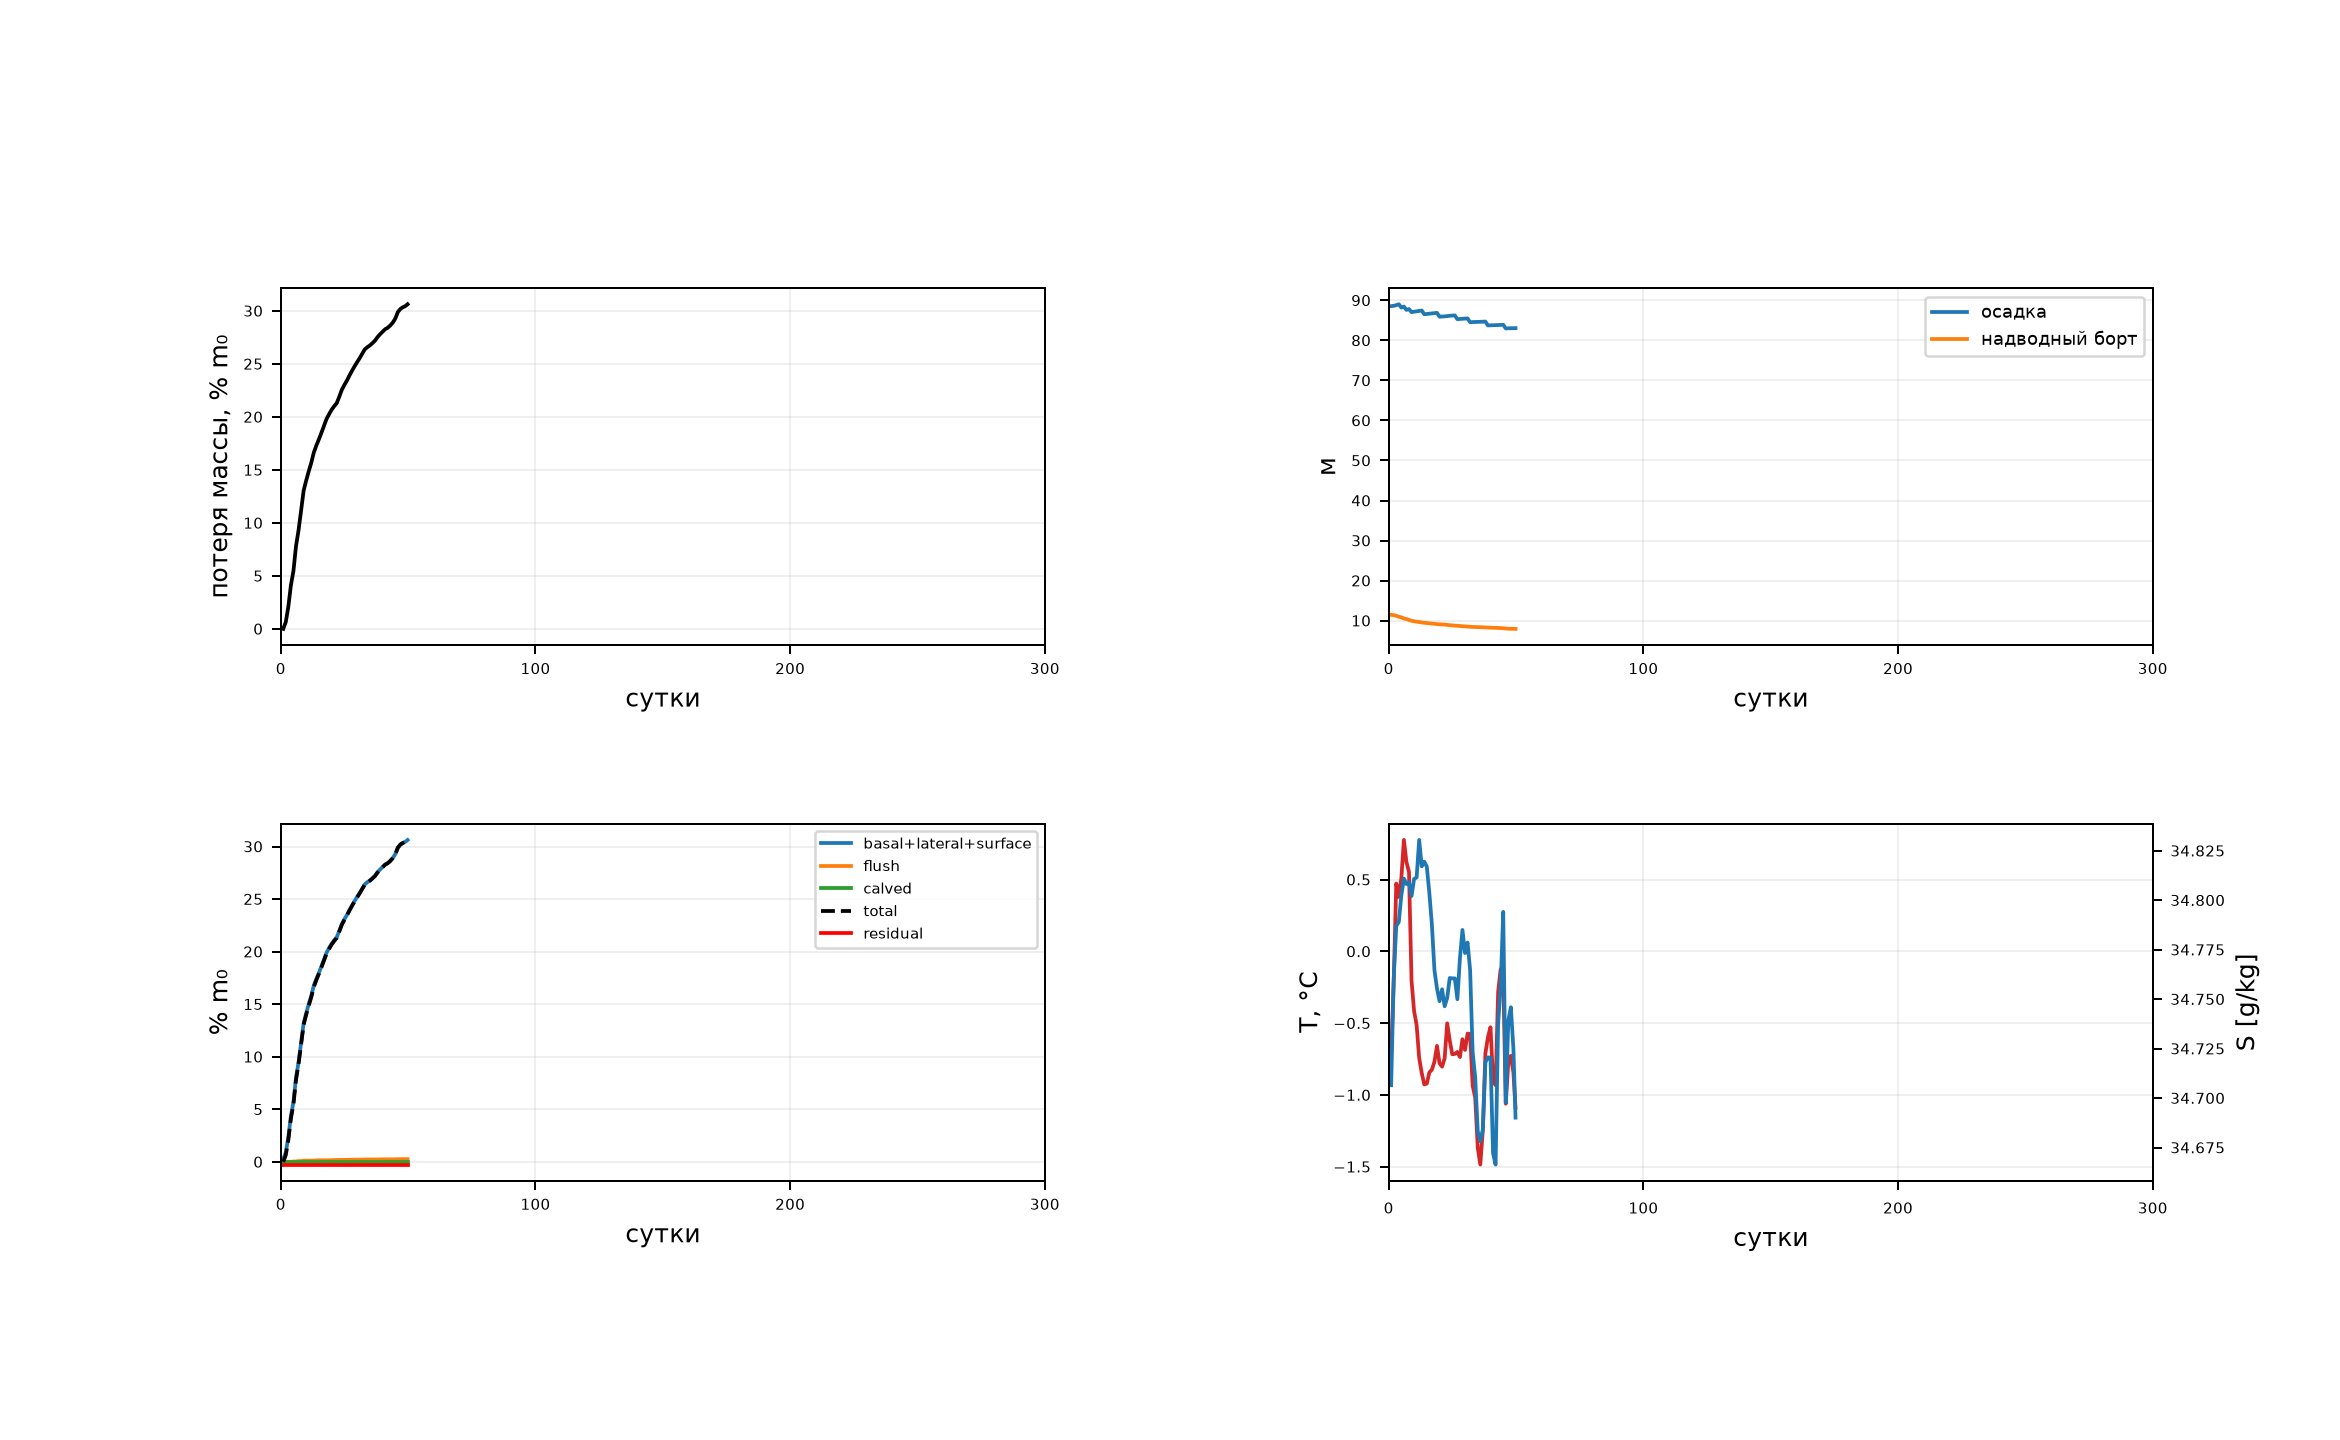 30
25
20
15
10
5
0
потеря массы, % m₀
0 100 200 300
сутки
90
80
70
60
50
40
30
20
10
м
осадка
надводный борт
0 100 200 300
сутки
30
25
20
15
10
5
0
% m₀
basal+lateral+surface
flush
calved
total
residual
0 100 200 300
сутки
0.5
0.0
−0.5
−1.0
−1.5
T, °C
34.825
34.800
34.775
34.750
34.725
34.700
34.675
S [g/kg]
0 100 200 300
сутки